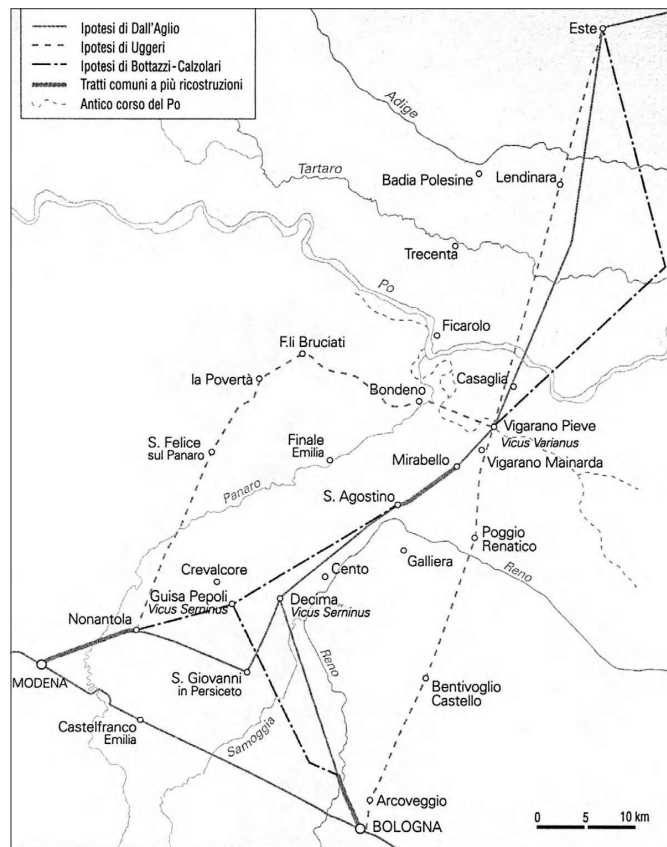 Ipotesi di Dall'Aglio
Ipotesi di Uggeri
Ipotesi di Bottazzi-Calzolari
Tratti comuni a più ricostruzioni
Antico corso del Po
Este
Adige
Tartaro
Badia Polesine
Lendinara
Trecenta
Po
Ficarolo
F.li Bruciati
la Povertà
Casaglia
Bondeno
Vigarano Pieve
Vicus Varianus
S. Felice
sul Panaro
Finale
Emilia
Mirabello
Vigarano Mainarda
Panaro
S. Agostino
Poggio
Renatico
Galliera
Reno
Crevalcore
Cento
Guisa Pepoli
Vicus Serninus
Decima
Vicus Serninus
Nonantola
MODENA
S. Giovanni
in Persiceto
Reno
Bentivoglio
Castello
Castelfranco
Emilia
Samoggia
Arcoveggio
BOLOGNA
0 5 10 km